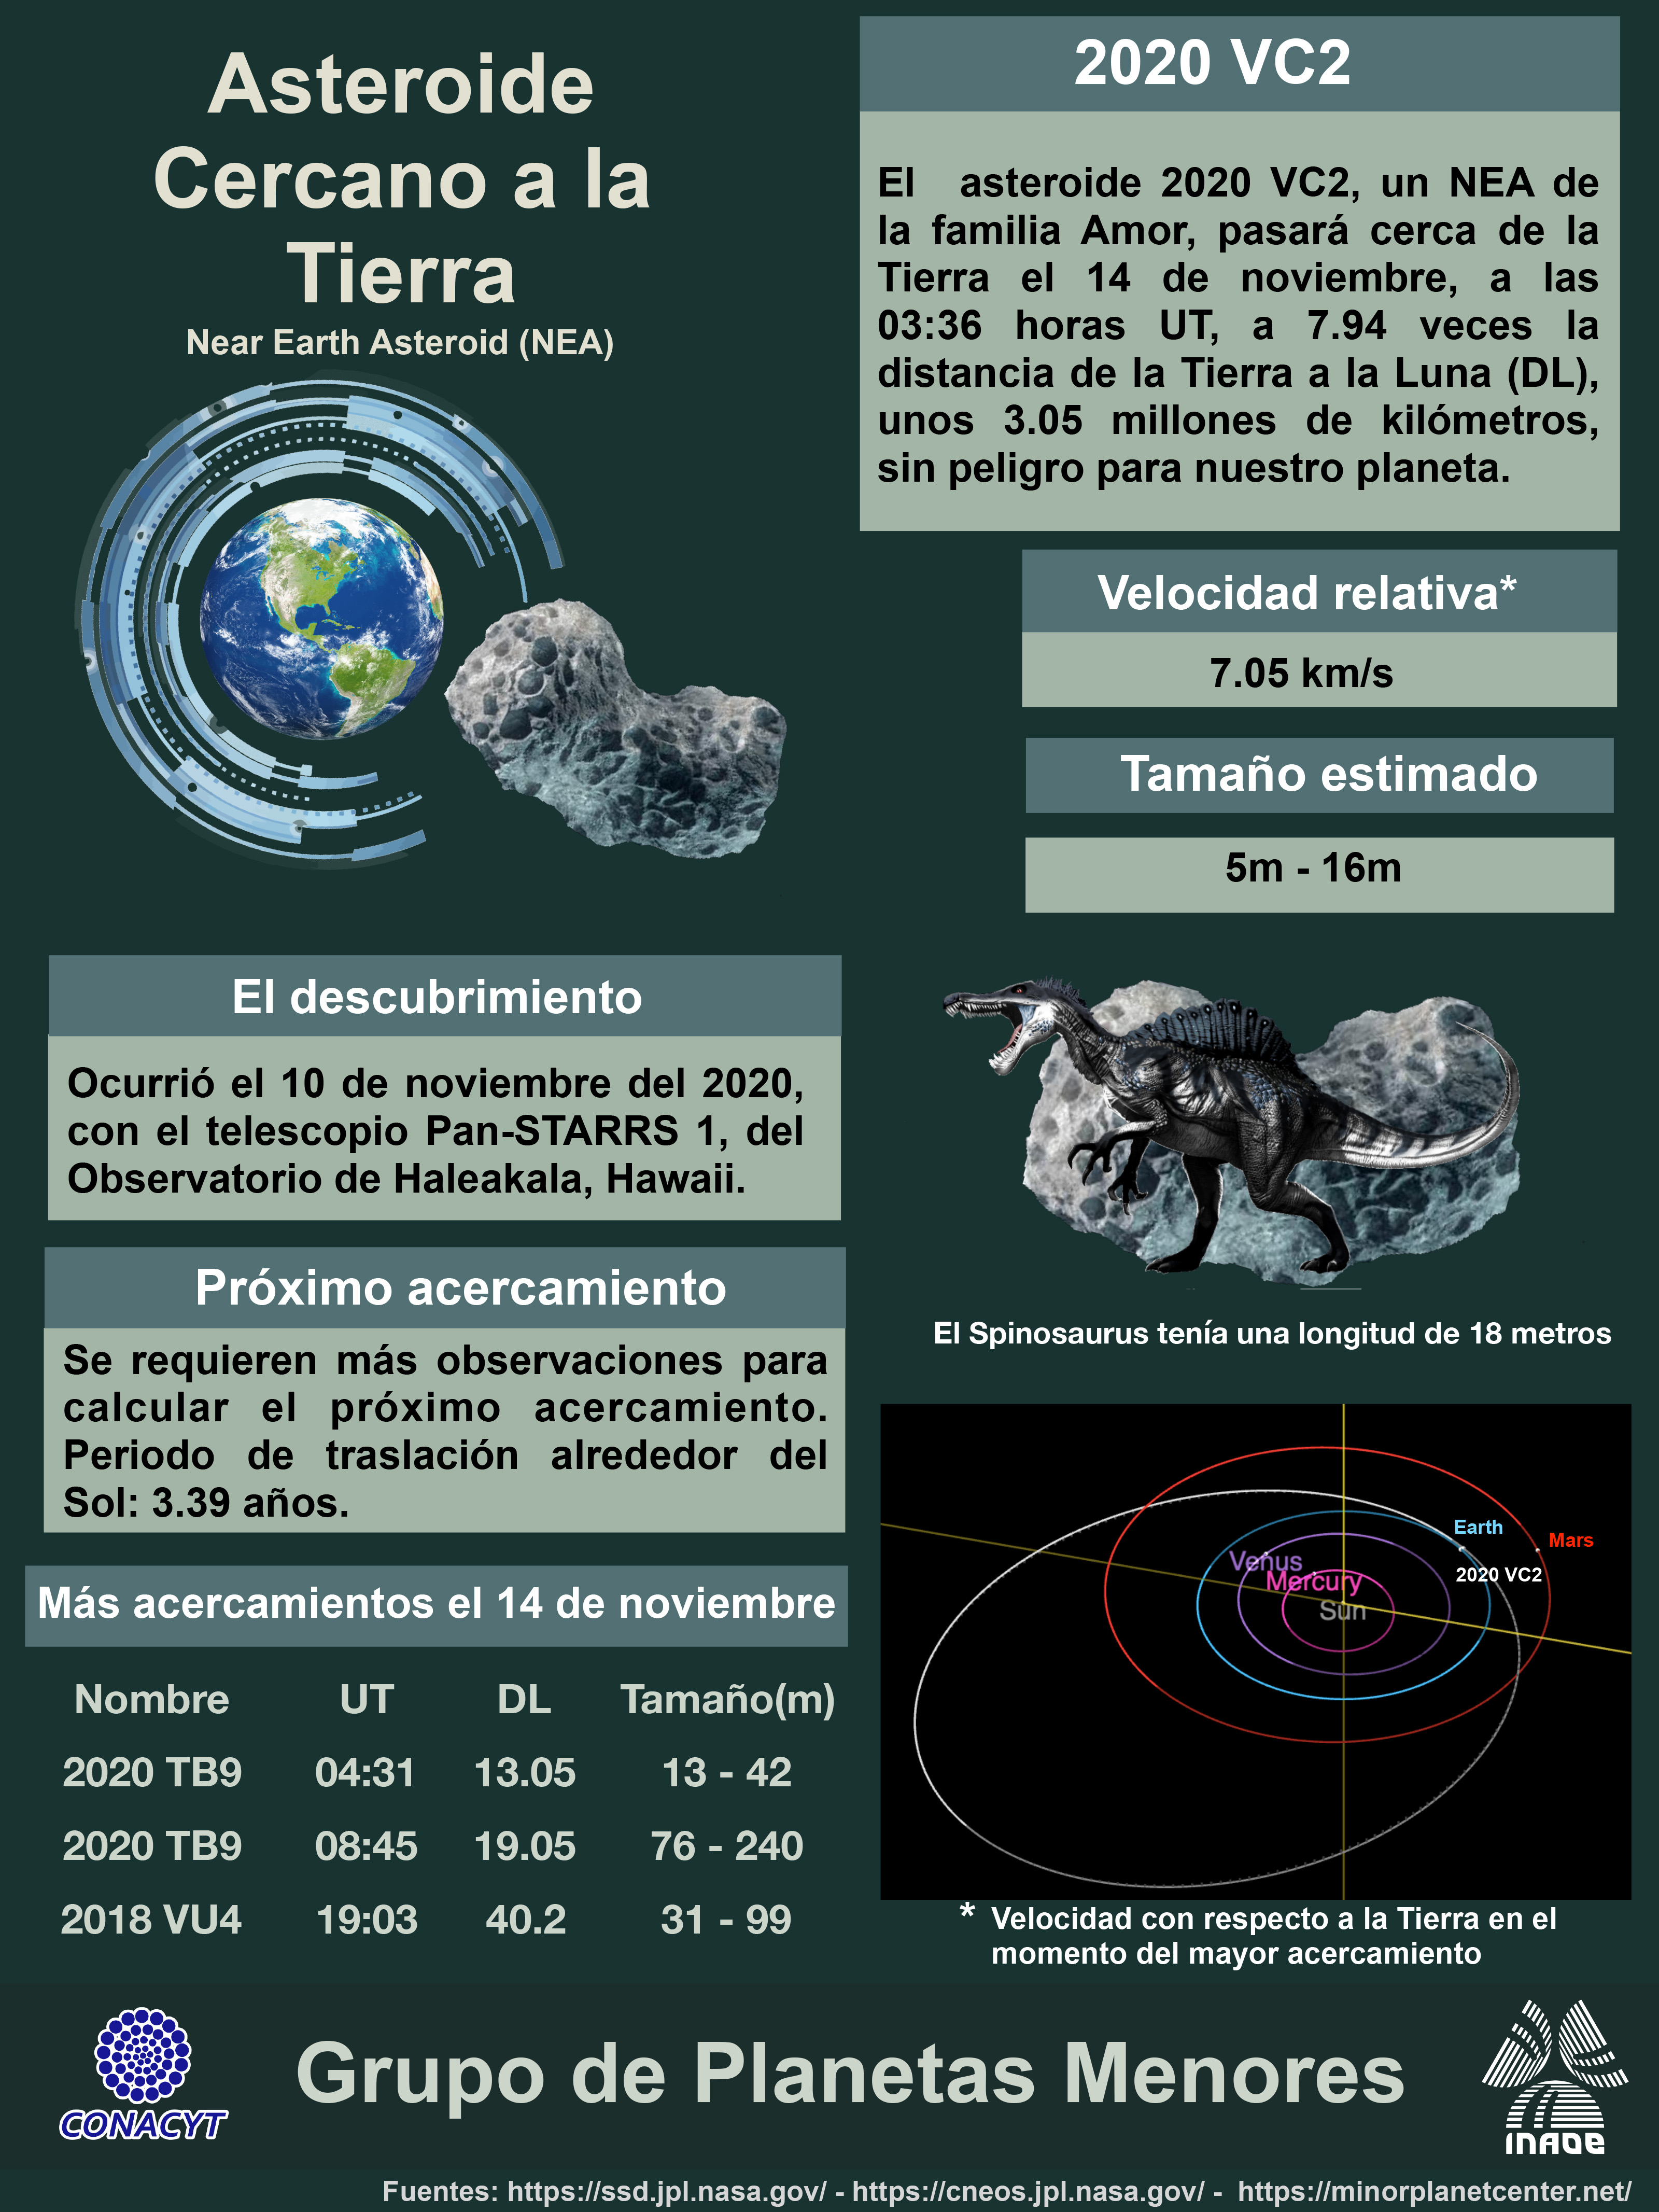 Asteroide
Cercano a la
Tierra
Near Earth Asteroid (NEA)
2020 VC2
El asteroide 2020 VC2, un NEA de
la familia Amor, pasará cerca de la
Tierra el 14 de noviembre, a las
03:36 horas UT, a 7.94 veces la
distancia de la Tierra a la Luna (DL),
unos 3.05 millones de kilómetros,
sin peligro para nuestro planeta.
Velocidad relativa*
7.05 km/s
Tamaño estimado
5m - 16m
El descubrimiento
Ocurrió el 10 de noviembre del 2020,
con el telescopio Pan-STARRS 1, del
Observatorio de Haleakala, Hawaii.
Próximo acercamiento
Se requieren más observaciones para
calcular el próximo acercamiento.
Periodo de traslación alrededor del
Sol: 3.39 años.
El Spinosaurus tenía una longitud de 18 metros
Earth
Mars
2020 VC2
Venus
Mercury
Sun
* Velocidad con respecto a la Tierra en el
momento del mayor acercamiento
Más acercamientos el 14 de noviembre
Nombre UT DL Tamaño(m)
2020 TB9 04:31 13.05 13 - 42
2020 TB9 08:45 19.05 76 - 240
2018 VU4 19:03 40.2 31 - 99
CONACYT
Grupo de Planetas Menores
INAOE
Fuentes: https://ssd.jpl.nasa.gov/ - https://cneos.jpl.nasa.gov/ - https://minorplanetcenter.net/